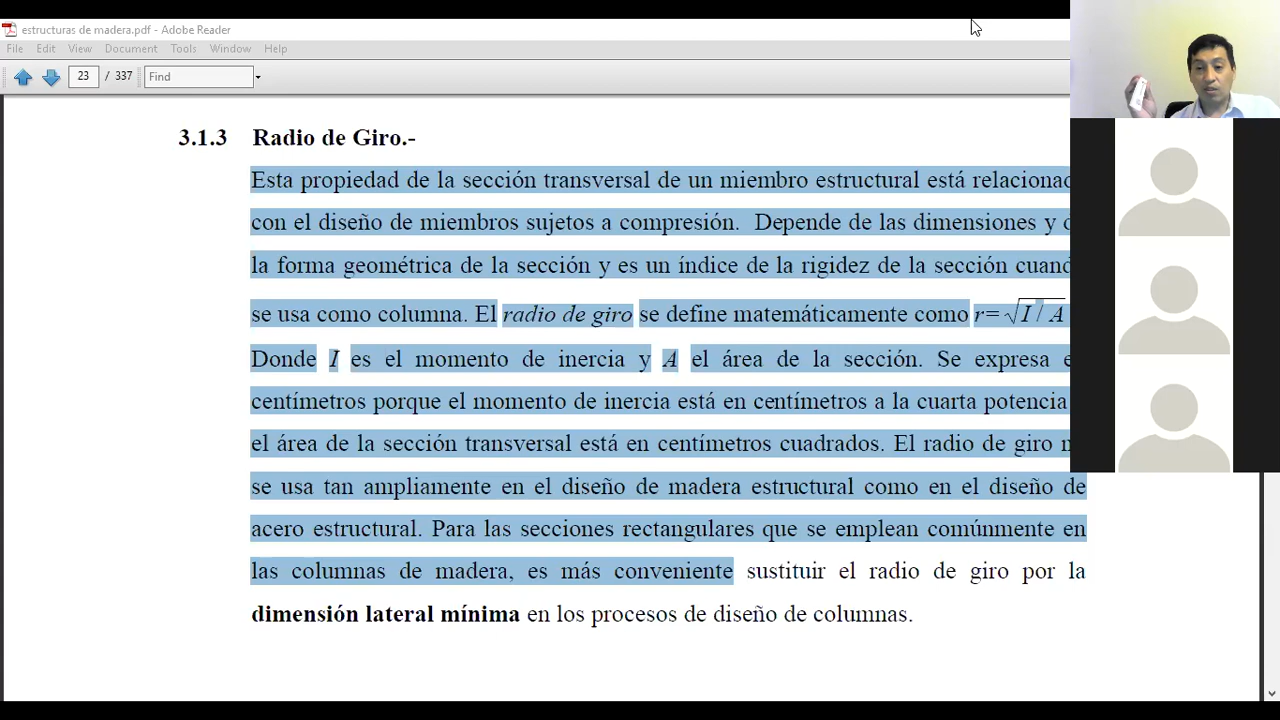 estructuras de madera.pdf - Adobe Reader
File Edit View Document Tools Window Help
23 / 337 Find
3.1.3 Radio de Giro.-
Esta propiedad de la sección transversal de un miembro estructural está relacionad
con el diseño de miembros sujetos a compresión. Depende de las dimensiones y d
la forma geométrica de la sección y es un índice de la rigidez de la sección cuand
se usa como columna. El radio de giro se define matemáticamente como r=√I / A
Donde I es el momento de inercia y A el área de la sección. Se expresa e
centímetros porque el momento de inercia está en centímetros a la cuarta potencia
el área de la sección transversal está en centímetros cuadrados. El radio de giro n
se usa tan ampliamente en el diseño de madera estructural como en el diseño de
acero estructural. Para las secciones rectangulares que se emplean comúnmente en
las columnas de madera, es más conveniente sustituir el radio de giro por la
dimensión lateral mínima en los procesos de diseño de columnas.